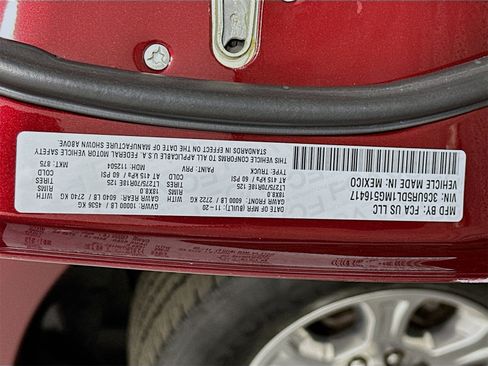 MFD BY: FCA US LLC
DATE OF MFR (BUILT): 11-20
GVWR: 10000 LB / 4536 KG
GAWR FRONT: 6000 LB / 2722 KG
GAWR REAR: 6040 LB / 2740 KG
LT275/70R18E 125
LT275/70R18E 125
18X8.0
18X8.0
AT 415 kPa / 60 PSI
AT 415 kPa / 60 PSI
COLD
COLD
THIS VEHICLE CONFORMS TO ALL APPLICABLE U.S.A. FEDERAL MOTOR VEHICLE SAFETY
STANDARDS IN EFFECT ON THE DATE OF MANUFACTURE SHOWN ABOVE
VIN:
TYPE: TRUCK
VEHICLE MADE IN: MEXICO
PAINT: PRV
MDH: 112504
MKT: 875